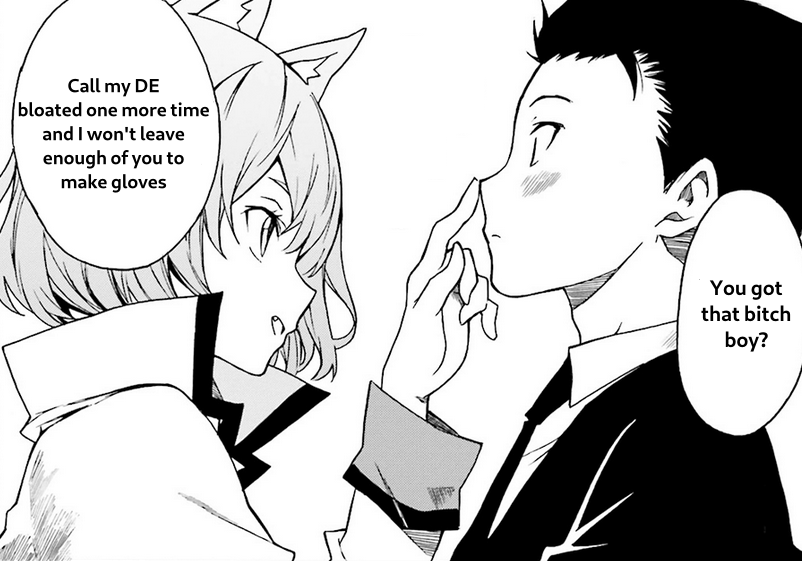 Call my DE
bloated one more time
and I won't leave
enough of you to
make gloves
You got
that bitch
boy?